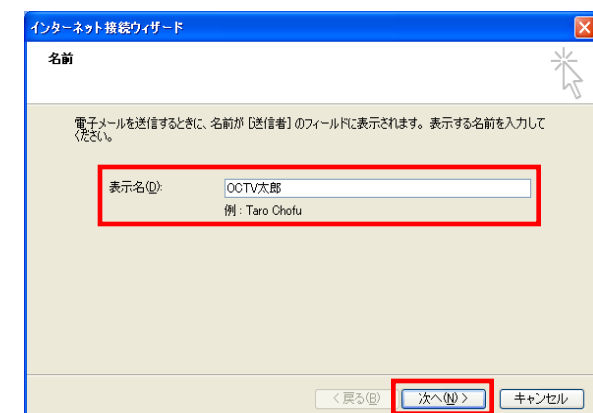 インターネット接続ウィザード
名前
電子メールを送信するときに、名前が [送信者] のフィールドに表示されます。表示する名前を入力して
ください。
表示名(D): OCTV太郎
例 : Taro Chofu
< 戻る(B) 次へ(N) > キャンセル